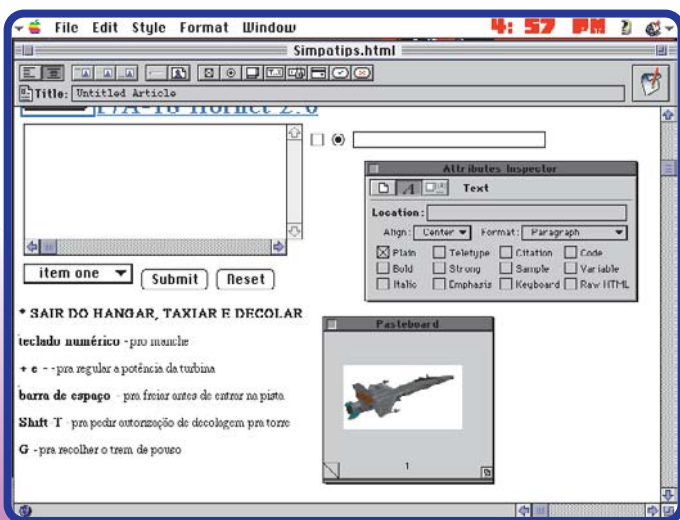 File Edit Style Format Window 4:57 PM
Simpatips.html
Title: Untitled Article
F/A-18 Hornet 2.0
Attributes Inspector
Text
Location:
Align: Center Format: Paragraph
Plain Teletype Citation Code
Bold Strong Sample Variable
Italic Emphasis Keyboard Raw HTML
item one Submit Reset
* SAIR DO HANGAR, TAXIAR E DECOLAR
teclado numérico - pro manche
+ e - - pra regular a potência da turbina
barra de espaço - pra freiar antes de entrar na pista
Shift-T - pra pedir autorização de decolagem pra torre
G - pra recolher o trem de pouso
Pasteboard
1